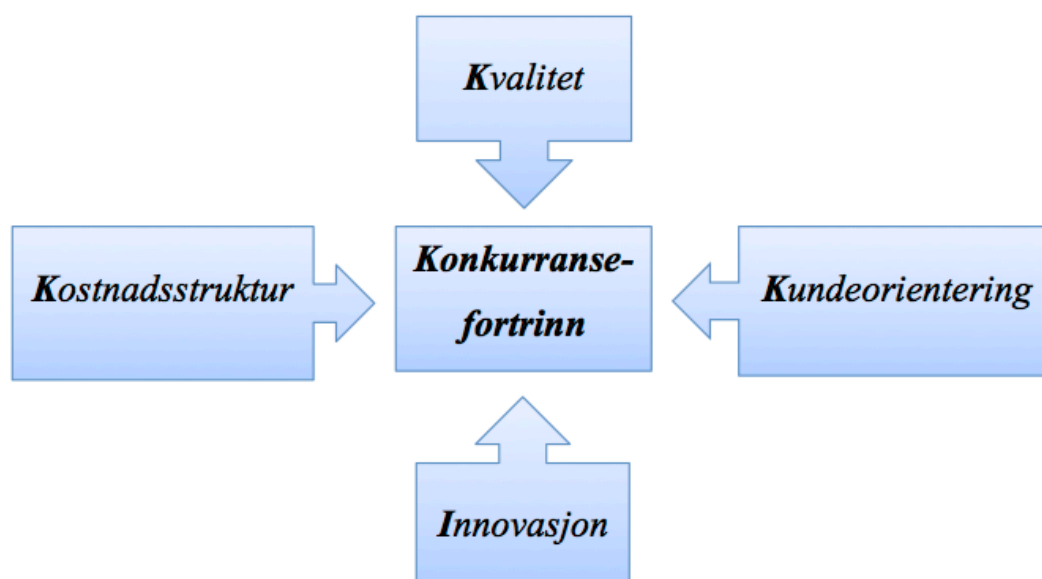 Kvalitet
Kostnadsstruktur
Konkurranse-
fortrinn
Kundeorientering
Innovasjon